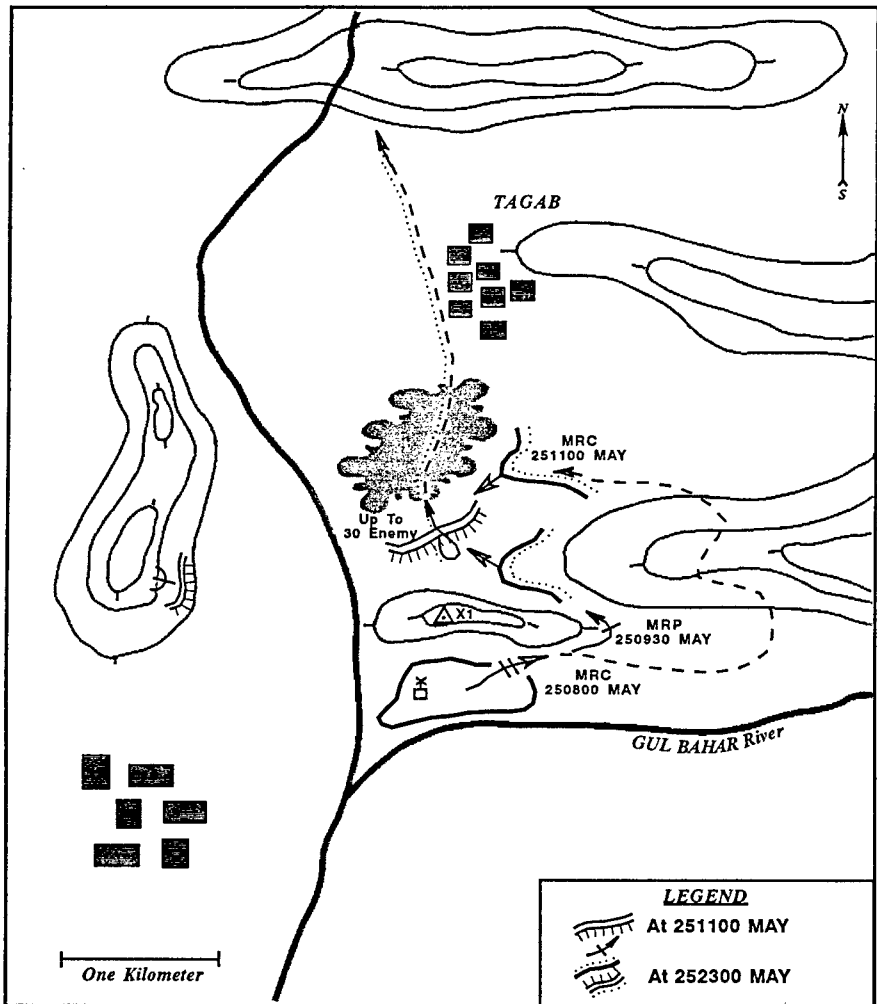 N
S
TAGAB
MRC
251100 MAY
Up To
30 Enemy
X1
MRP
250930 MAY
MRC
250800 MAY
GUL BAHAR River
LEGEND
At 251100 MAY
At 252300 MAY
One Kilometer